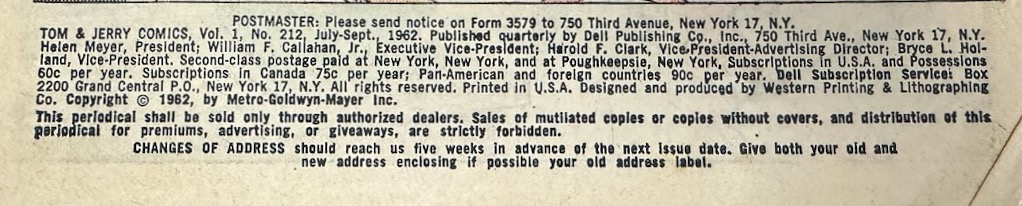 POSTMASTER: Please send notice on Form 3579 to 750 Third Avenue, New York 17, N.Y.
TOM & JERRY COMICS, Vol. 1, No. 212, July-Sept., 1962. Published quarterly by Dell Publishing Co., Inc., 750 Third Ave., New York 17, N.Y.
Helen Meyer, President; William F. Callahan, Jr., Executive Vice-President; Harold F. Clark, Vice-President-Advertising Director; Bryce L. Hol-
land, Vice-President. Second-class postage paid at New York, New York, and at Poughkeepsie, New York, Subscriptions in U.S.A. and Possessions
60c per year. Subscriptions in Canada 75c per year; Pan-American and foreign countries 90c per year. Dell Subscription Service: Box
2200 Grand Central P.O., New York 17, N.Y. All rights reserved. Printed in U.S.A. Designed and produced by Western Printing & Lithographing
Co. Copyright © 1962, by Metro-Goldwyn-Mayer Inc.
This periodical shall be sold only through authorized dealers. Sales of mutilated copies or copies without covers, and distribution of this
periodical for premiums, advertising, or giveaways, are strictly forbidden.
CHANGES OF ADDRESS should reach us five weeks in advance of the next issue date. Give both your old and
new address enclosing if possible your old address label.